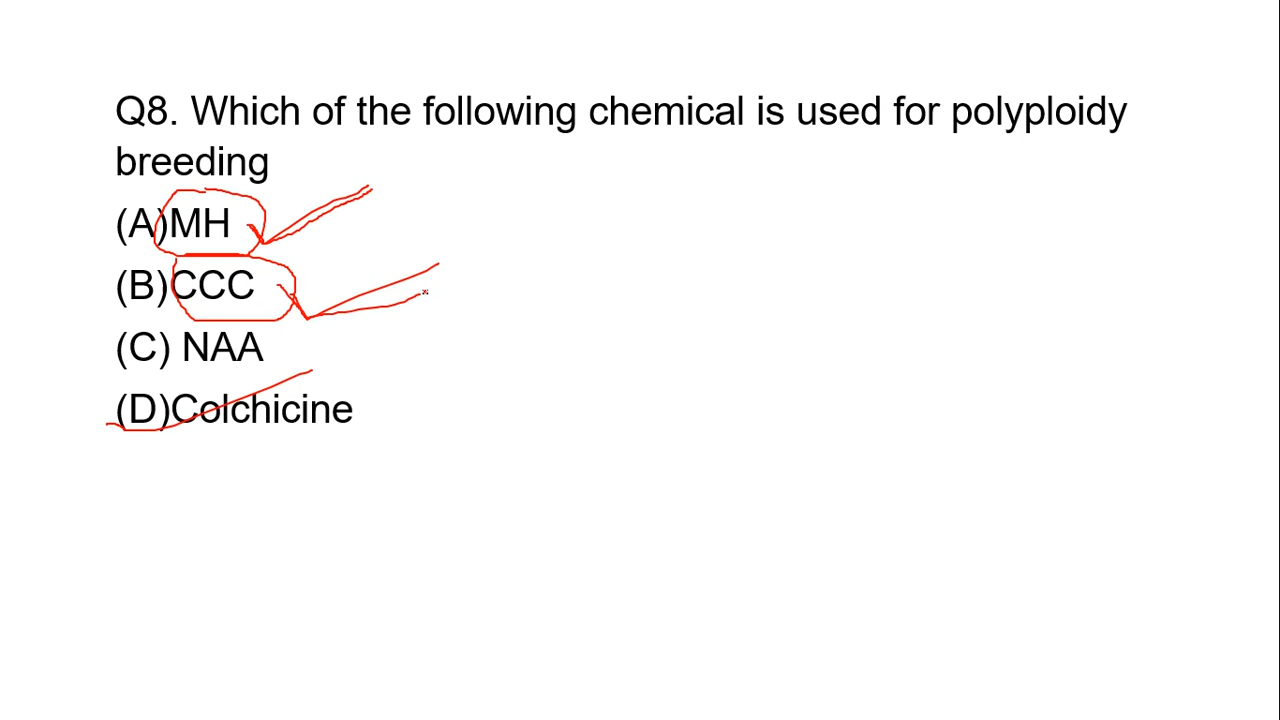 Q8. Which of the following chemical is used for polyploidy
breeding
(A)MH
(B)CCC
(C) NAA
(D)Colchicine